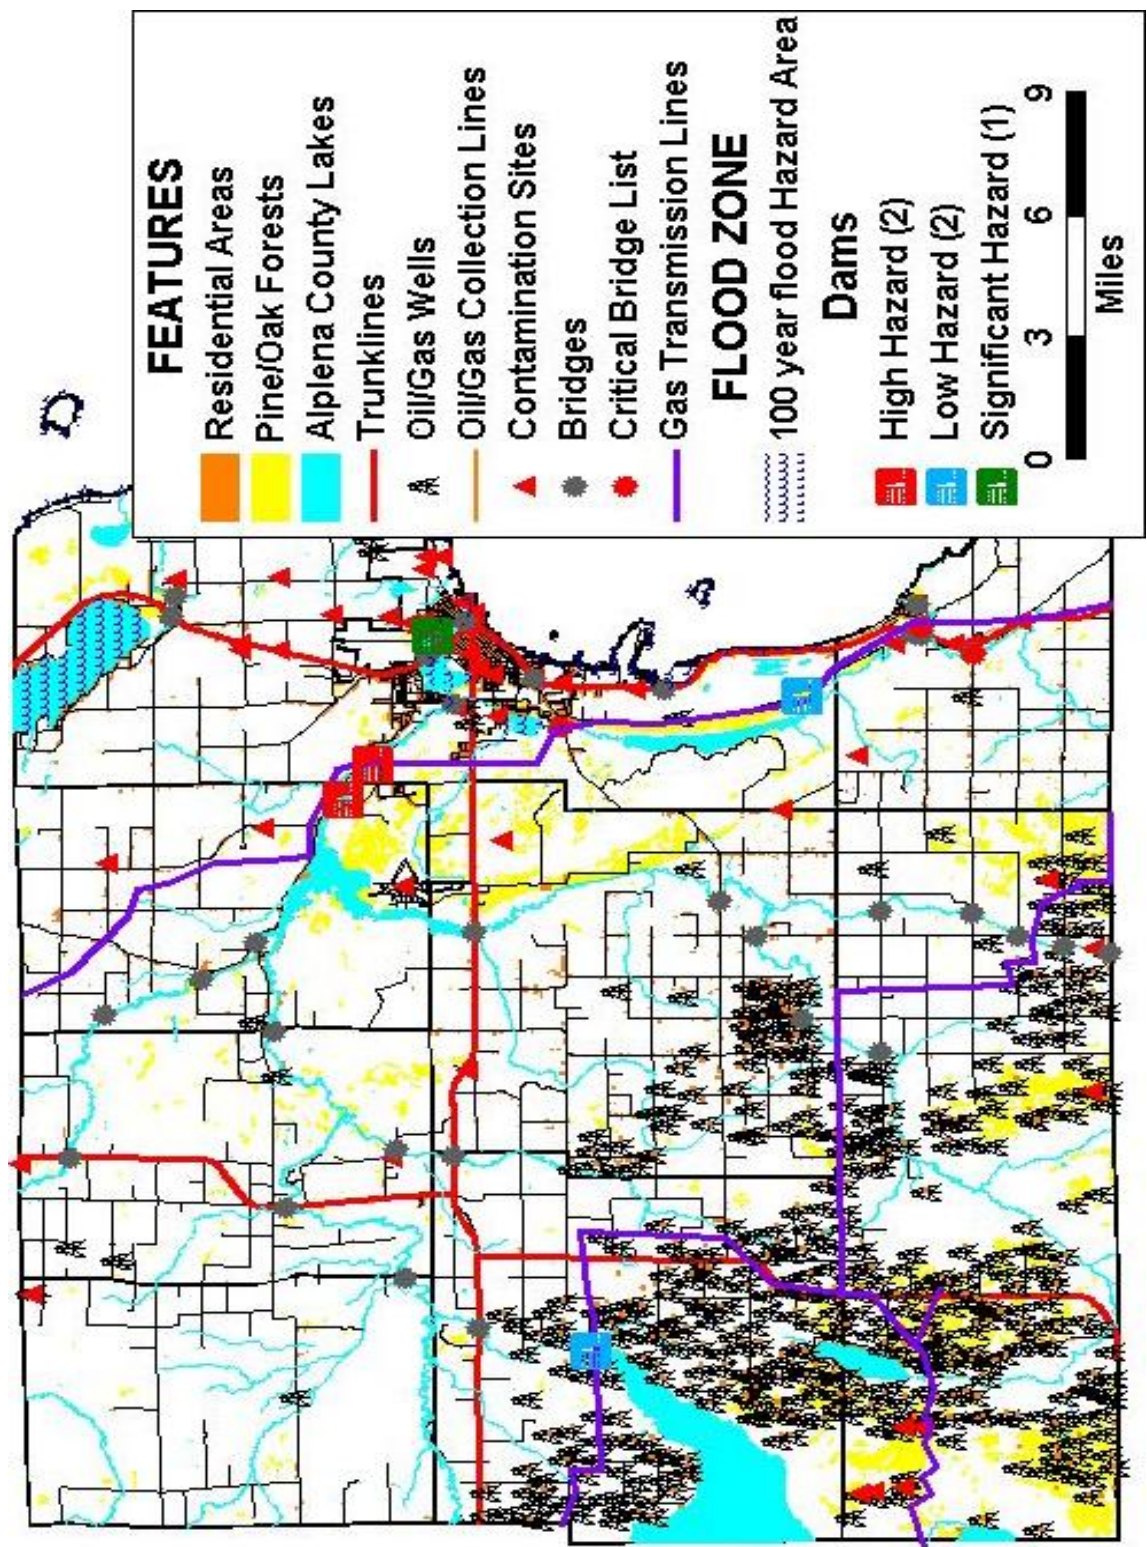 FEATURES
Residential Areas
Pine/Oak Forests
Alplena County Lakes
Trunklines
Oil/Gas Wells
Oil/Gas Collection Lines
Contamination Sites
Bridges
Critical Bridge List
Gas Transmission Lines
FLOOD ZONE
100 year flood Hazard Area
Dams
High Hazard (2)
Low Hazard (2)
Significant Hazard (1)
0 3 6 9
Miles